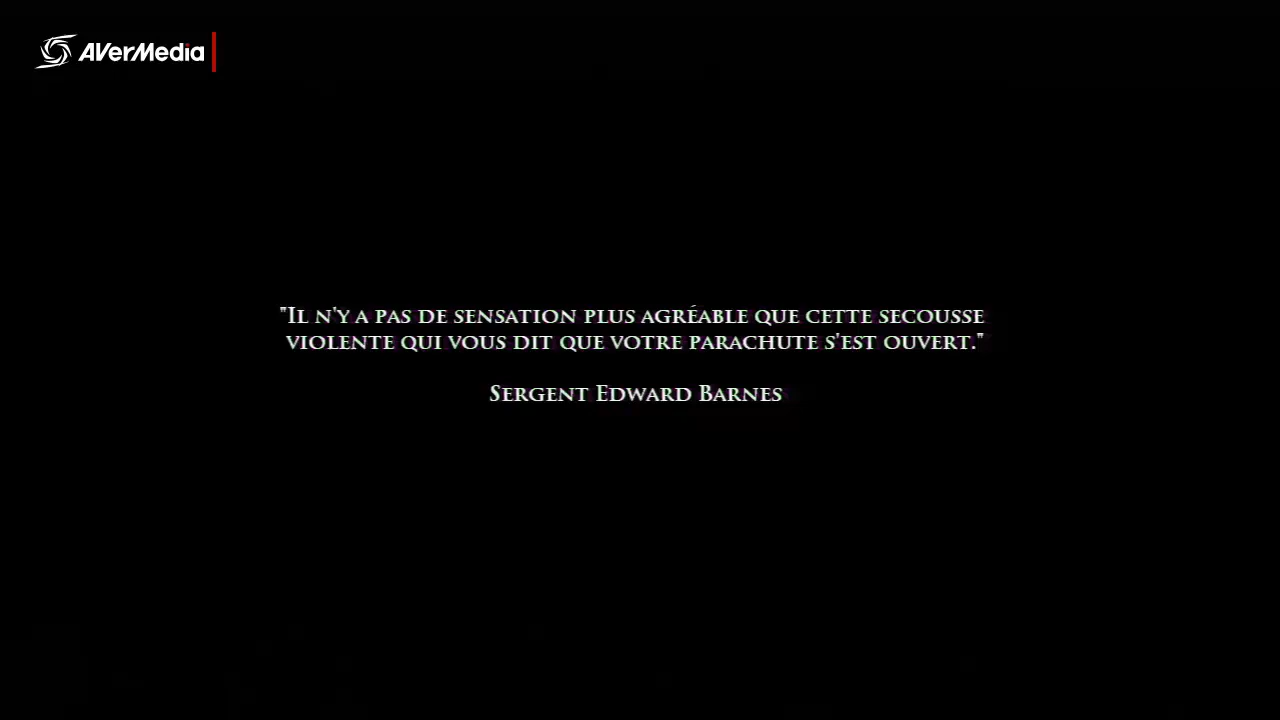 AVerMedia
"Il n'y a pas de sensation plus agréable que cette secousse
violente qui vous dit que votre parachute s'est ouvert."
Sergent Edward Barnes